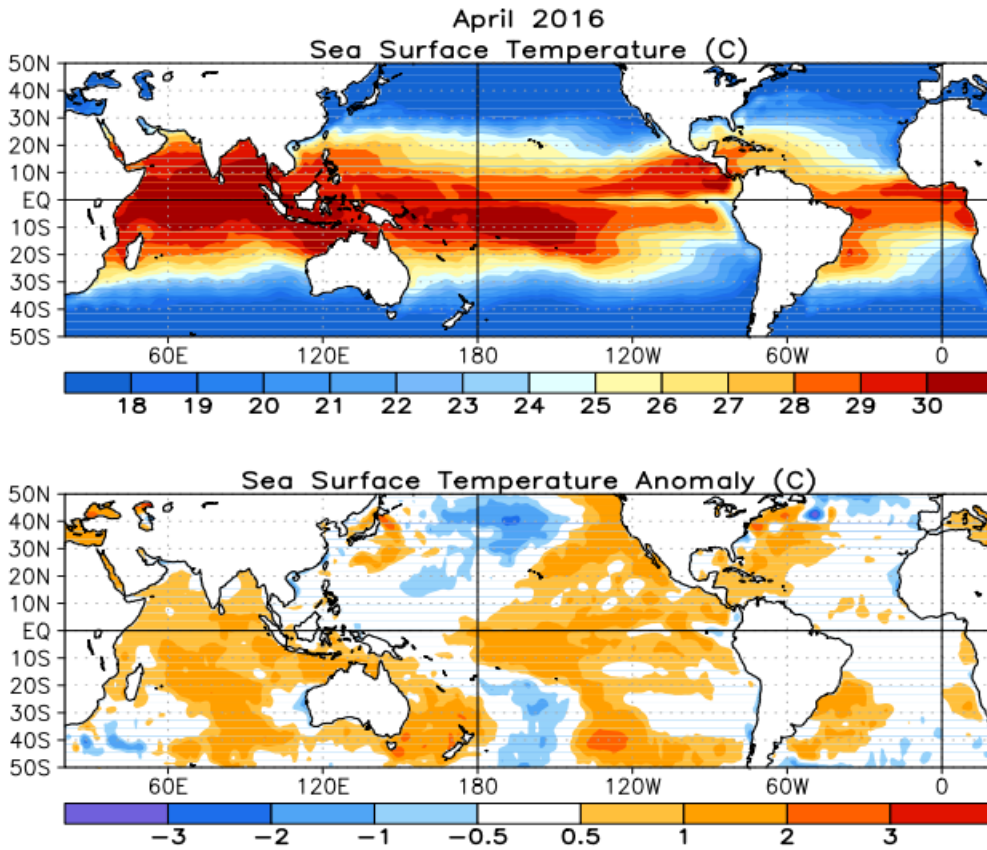 April 2016
Sea Surface Temperature (C)
50N
40N
30N
20N
10N
EQ
10S
20S
30S
40S
50S
60E 120E 180 120W 60W 0
18 19 20 21 22 23 24 25 26 27 28 29 30
Sea Surface Temperature Anomaly (C)
50N
40N
30N
20N
10N
EQ
10S
20S
30S
40S
50S
60E 120E 180 120W 60W 0
-3 -2 -1 -0.5 0.5 1 2 3